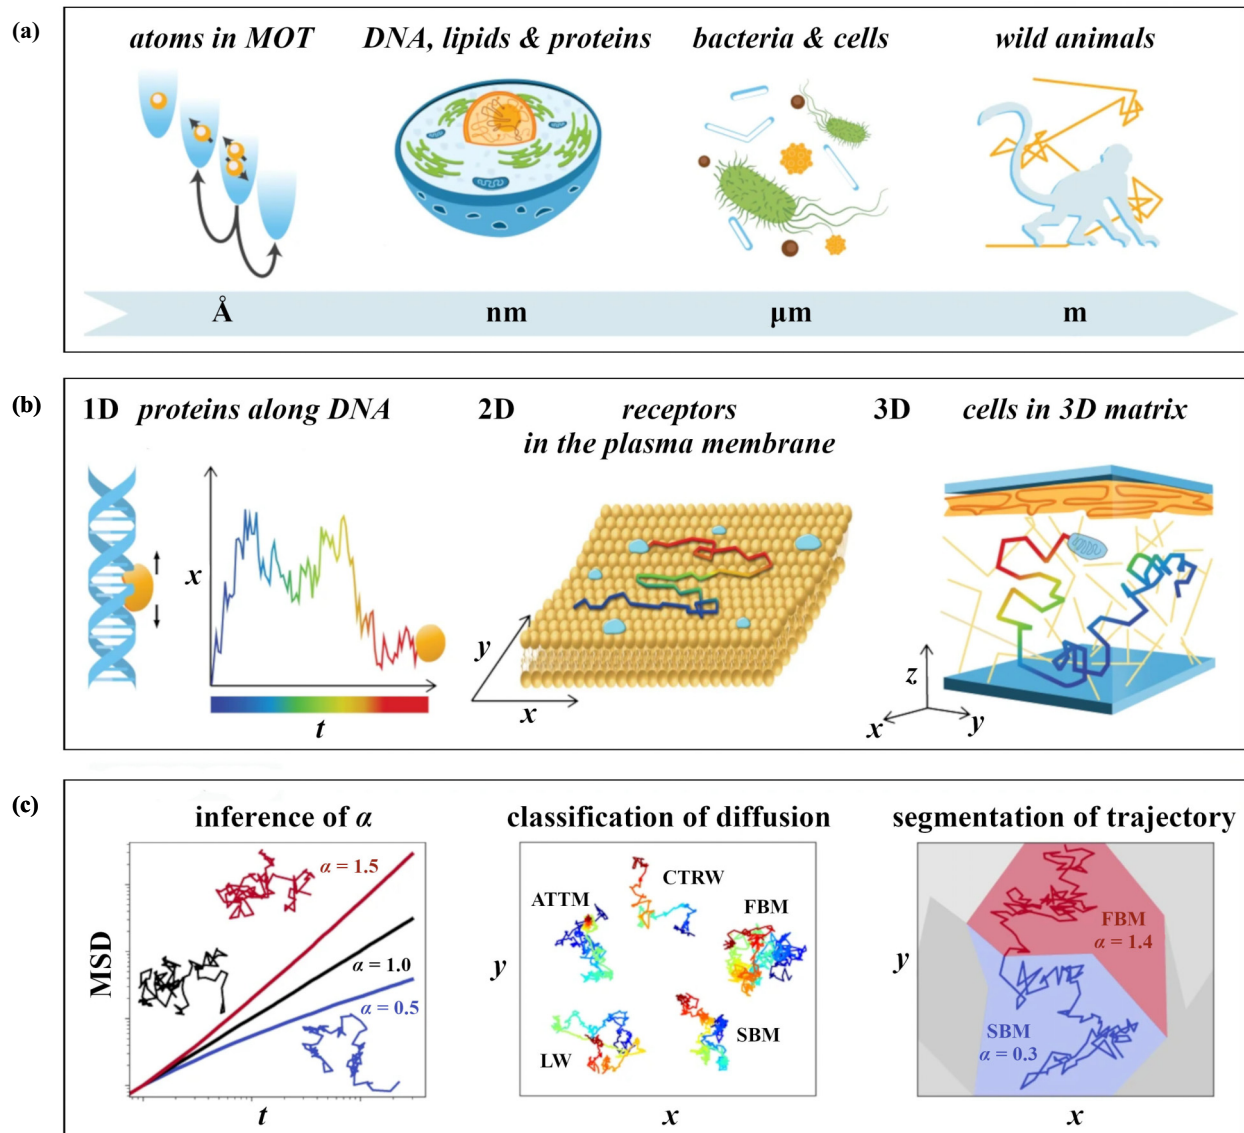 (a)
atoms in MOT
DNA, lipids & proteins
bacteria & cells
wild animals
Å
nm
μm
m
(b)
1D proteins along DNA
x
t
2D receptors
in the plasma membrane
y
x
3D cells in 3D matrix
z
x
y
(c)
inference of α
MSD
α = 1.5
α = 1.0
α = 0.5
t
classification of diffusion
CTRW
ATTM
FBM
y
SBM
LW
x
segmentation of trajectory
y
FBM
α = 1.4
SBM
α = 0.3
x